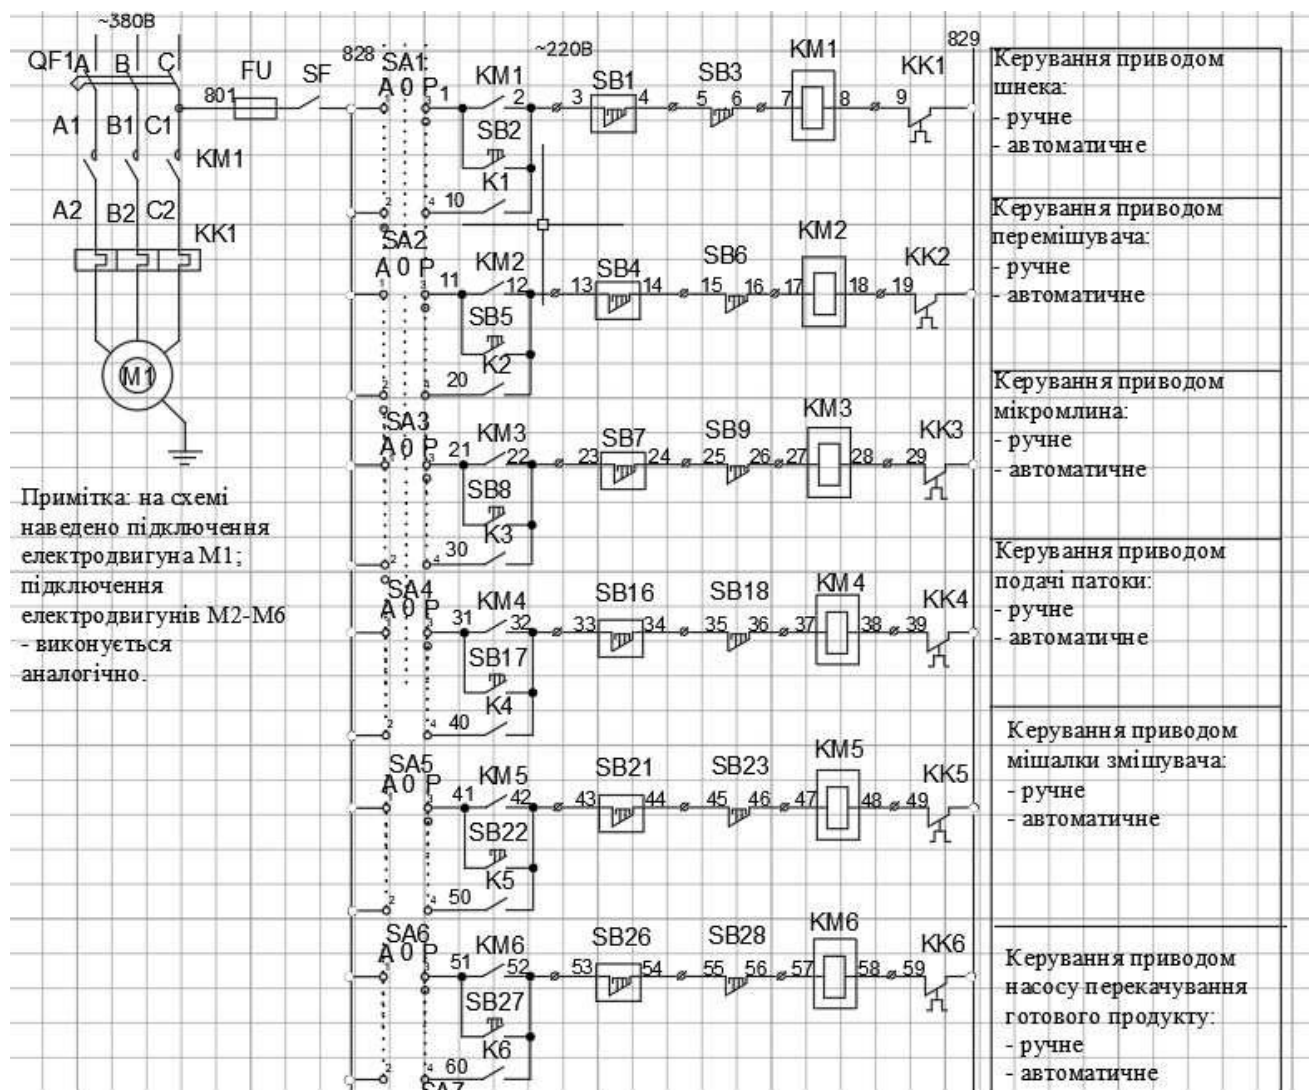 ~380В
QF1 A B C
FU SF
801
A1 B1 C1
KM1
A2 B2 C2
KK1
M1
Примітка: на схемі
наведено підключення
електродвигуна М1;
підключення
електродвигунів М2-М6
- виконується
аналогічно.
828 ~220В 829
SA1 KM1 SB1 SB3 KM1 KK1
A 0 P 1 2 3 4 5 6 7 8 9
SB2
K1
10
SA2 KM2 SB4 SB6 KM2 KK2
A 0 P 11 12 13 14 15 16 17 18 19
SB5
K2
20
SA3 KM3 SB7 SB9 KM3 KK3
A 0 P 21 22 23 24 25 26 27 28 29
SB8
K3
30
SA4 KM4 SB16 SB18 KM4 KK4
A 0 P 31 32 33 34 35 36 37 38 39
SB17
K4
40
SA5 KM5 SB21 SB23 KM5 KK5
A 0 P 41 42 43 44 45 46 47 48 49
SB22
K5
50
SA6 KM6 SB26 SB28 KM6 KK6
A 0 P 51 52 53 54 55 56 57 58 59
SB27
K6
60
SA7
Керування приводом
шнека:
- ручне
- автоматичне
Керування приводом
перемішувача:
- ручне
- автоматичне
Керування приводом
мікромлина:
- ручне
- автоматичне
Керування приводом
подачі патоки:
- ручне
- автоматичне
Керування приводом
мішалки змішувача:
- ручне
- автоматичне
Керування приводом
насосу перекачування
готового продукту:
- ручне
- автоматичне